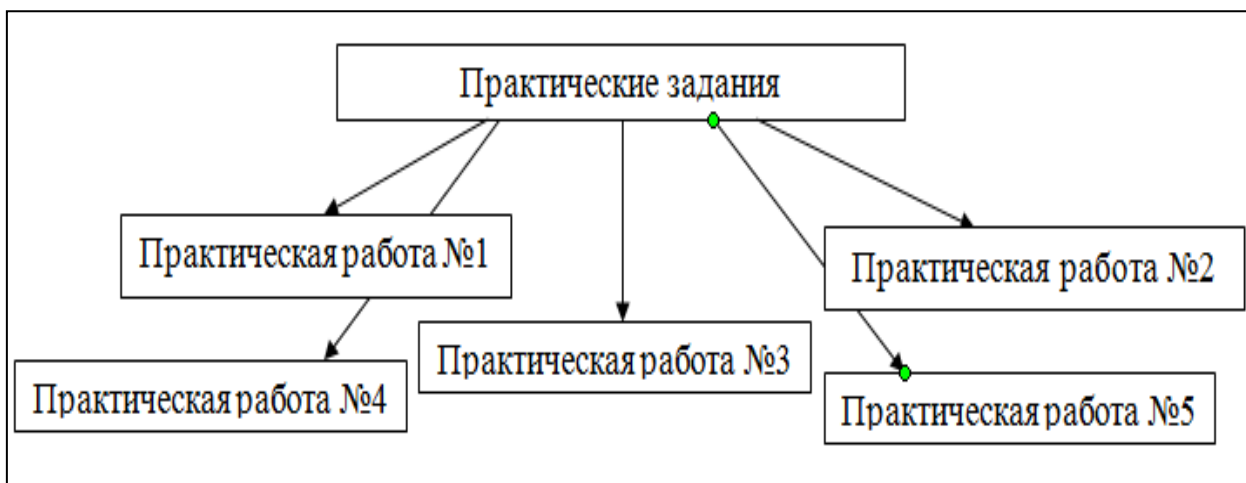 Практические задания
Практическая работа №1
Практическая работа №2
Практическая работа №3
Практическая работа №4
Практическая работа №5